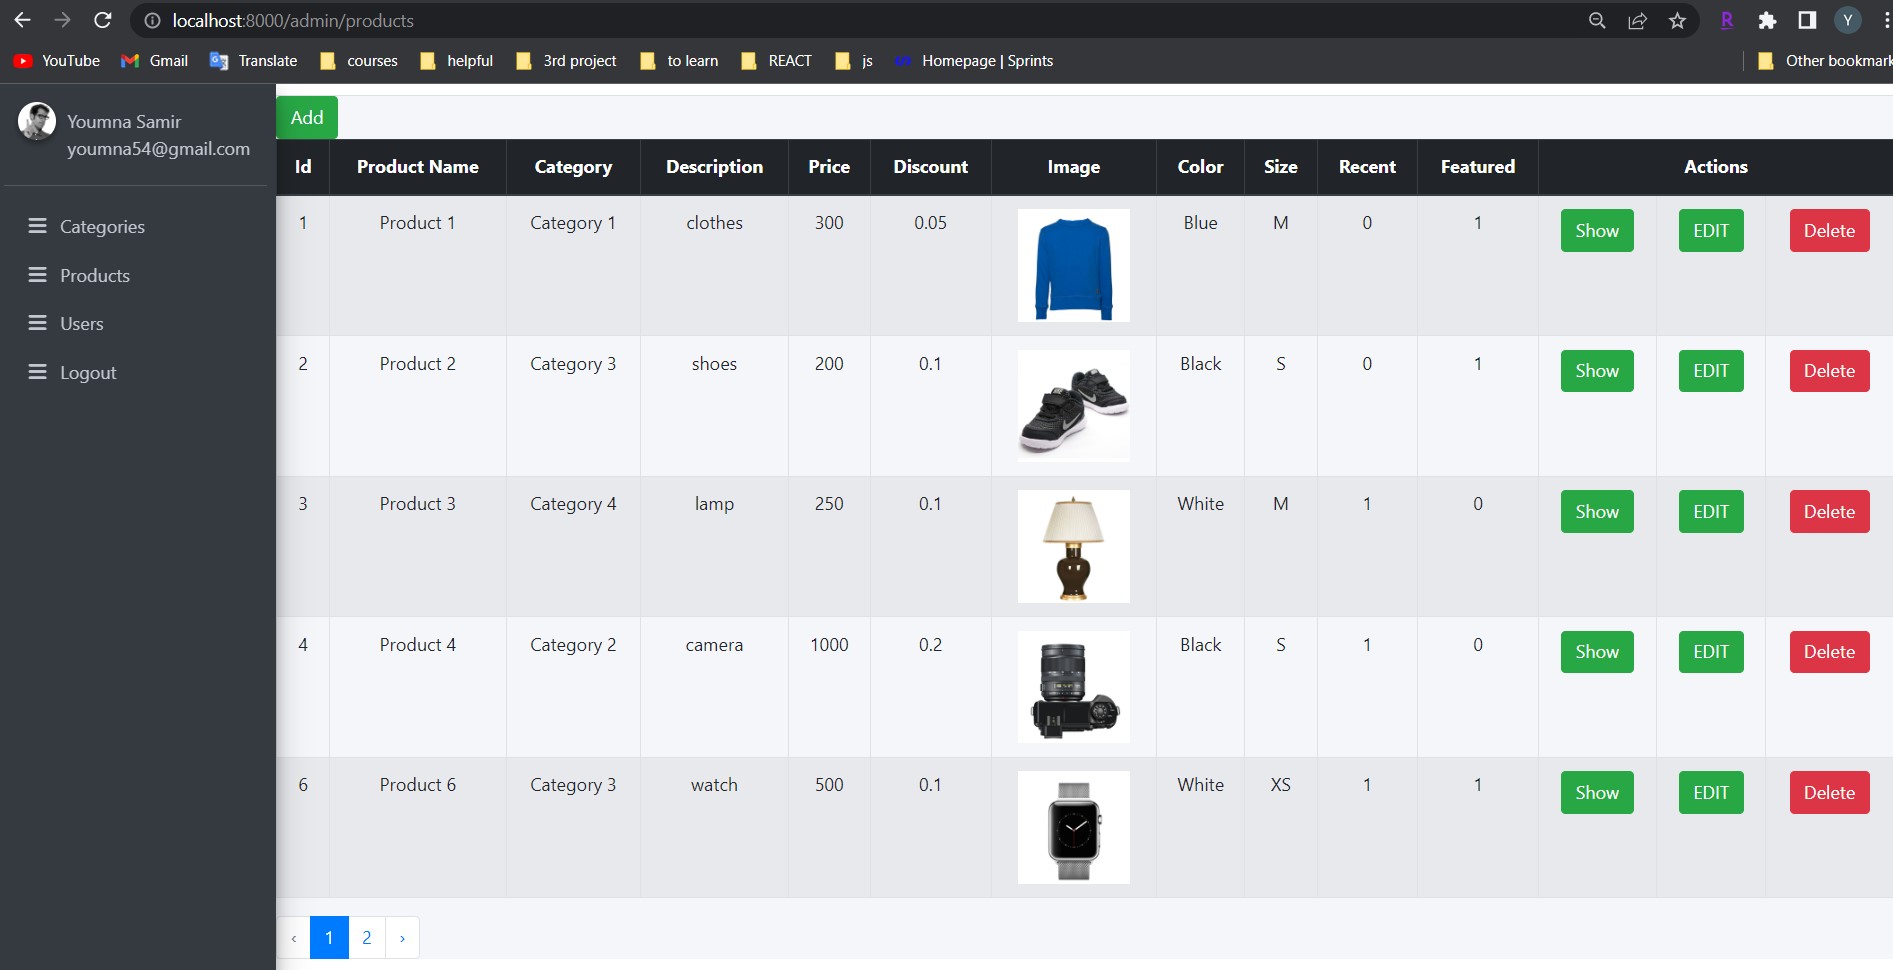 localhost:8000/admin/products
YouTube Gmail Translate courses helpful 3rd project to learn REACT js Homepage | Sprints Other bookmark
Youmna Samir
youmna54@gmail.com
Categories
Products
Users
Logout
Add
Id Product Name Category Description Price Discount Image Color Size Recent Featured Actions
1 Product 1 Category 1 clothes 300 0.05 Blue M 0 1 Show EDIT Delete
2 Product 2 Category 3 shoes 200 0.1 Black S 0 1 Show EDIT Delete
3 Product 3 Category 4 lamp 250 0.1 White M 1 0 Show EDIT Delete
4 Product 4 Category 2 camera 1000 0.2 Black S 1 0 Show EDIT Delete
6 Product 6 Category 3 watch 500 0.1 White XS 1 1 Show EDIT Delete
‹ 1 2 ›